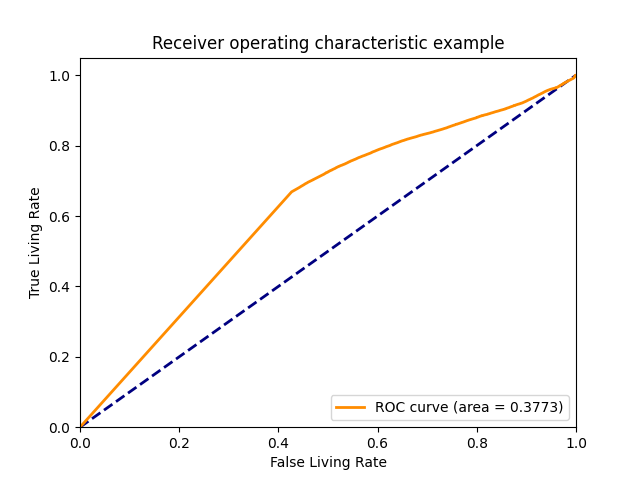 Receiver operating characteristic example
True Living Rate
1.0
0.8
0.6
0.4
0.2
0.0
ROC curve (area = 0.3773)
0.0 0.2 0.4 0.6 0.8 1.0
False Living Rate